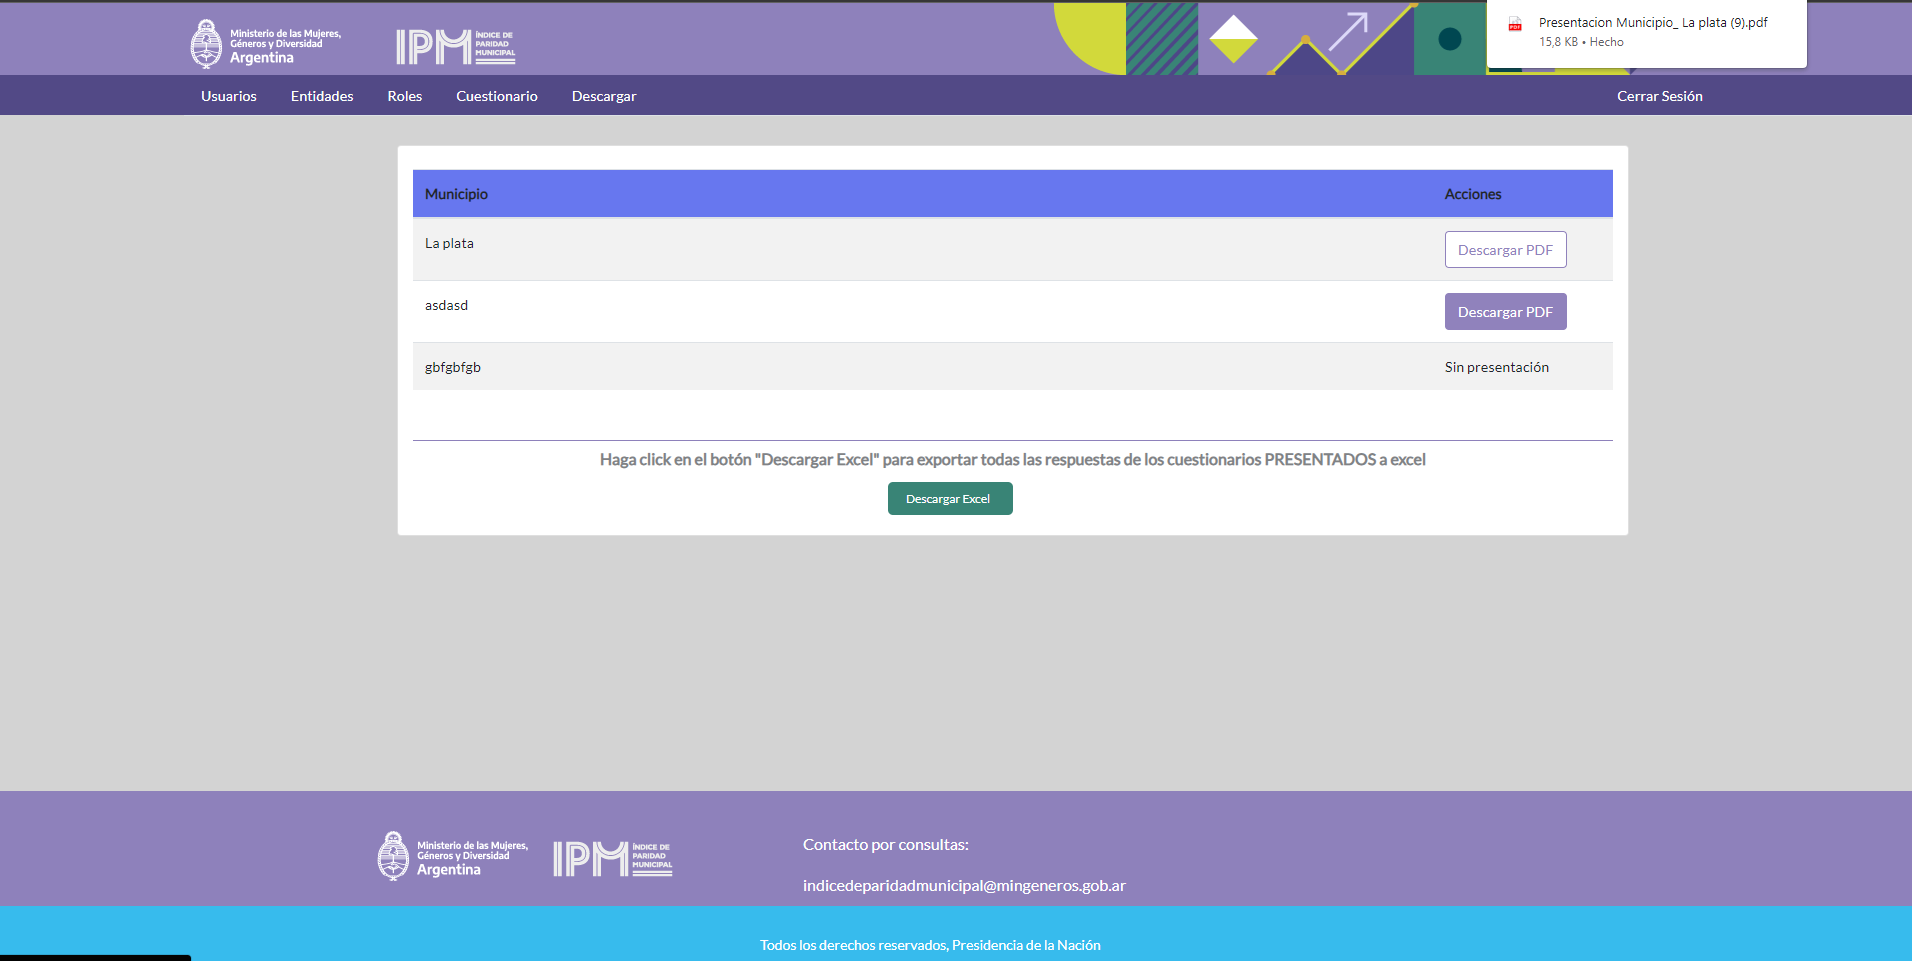 Ministerio de las Mujeres,
Géneros y Diversidad
Argentina
IPM
ÍNDICE DE
PARIDAD
MUNICIPAL
PDF
Presentacion Municipio_ La plata (9).pdf
15,8 KB • Hecho
Usuarios Entidades Roles Cuestionario Descargar Cerrar Sesión
Municipio Acciones
La plata Descargar PDF
asdasd Descargar PDF
gbfgbfgb Sin presentación
Haga click en el botón "Descargar Excel" para exportar todas las respuestas de los cuestionarios PRESENTADOS a excel
Descargar Excel
Ministerio de las Mujeres,
Géneros y Diversidad
Argentina
IPM
ÍNDICE DE
PARIDAD
MUNICIPAL
Contacto por consultas:
indicedeparidadmunicipal@mingeneros.gob.ar
Todos los derechos reservados, Presidencia de la Nación